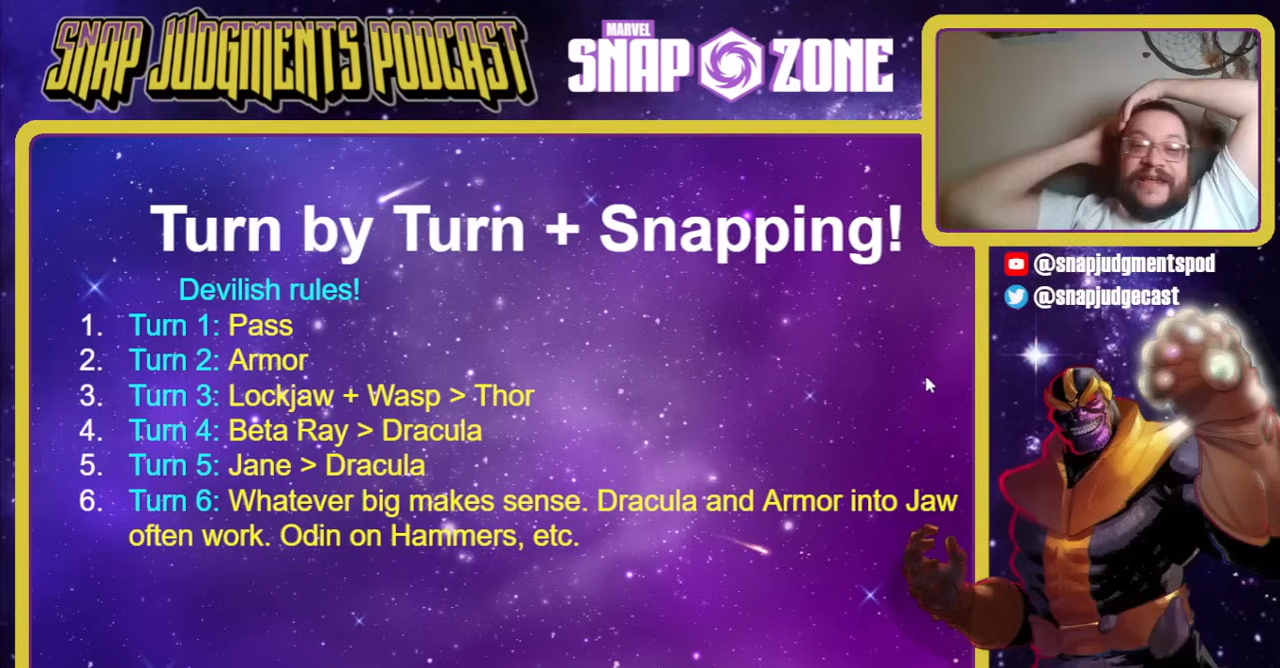 SNAP JUDGMENTS PODCAST
MARVEL
SNAP ZONE
Turn by Turn + Snapping!
@snapjudgmentspod
@snapjudgecast
Devilish rules!
1. Turn 1: Pass
2. Turn 2: Armor
3. Turn 3: Lockjaw + Wasp > Thor
4. Turn 4: Beta Ray > Dracula
5. Turn 5: Jane > Dracula
6. Turn 6: Whatever big makes sense. Dracula and Armor into Jaw
often work. Odin on Hammers, etc.